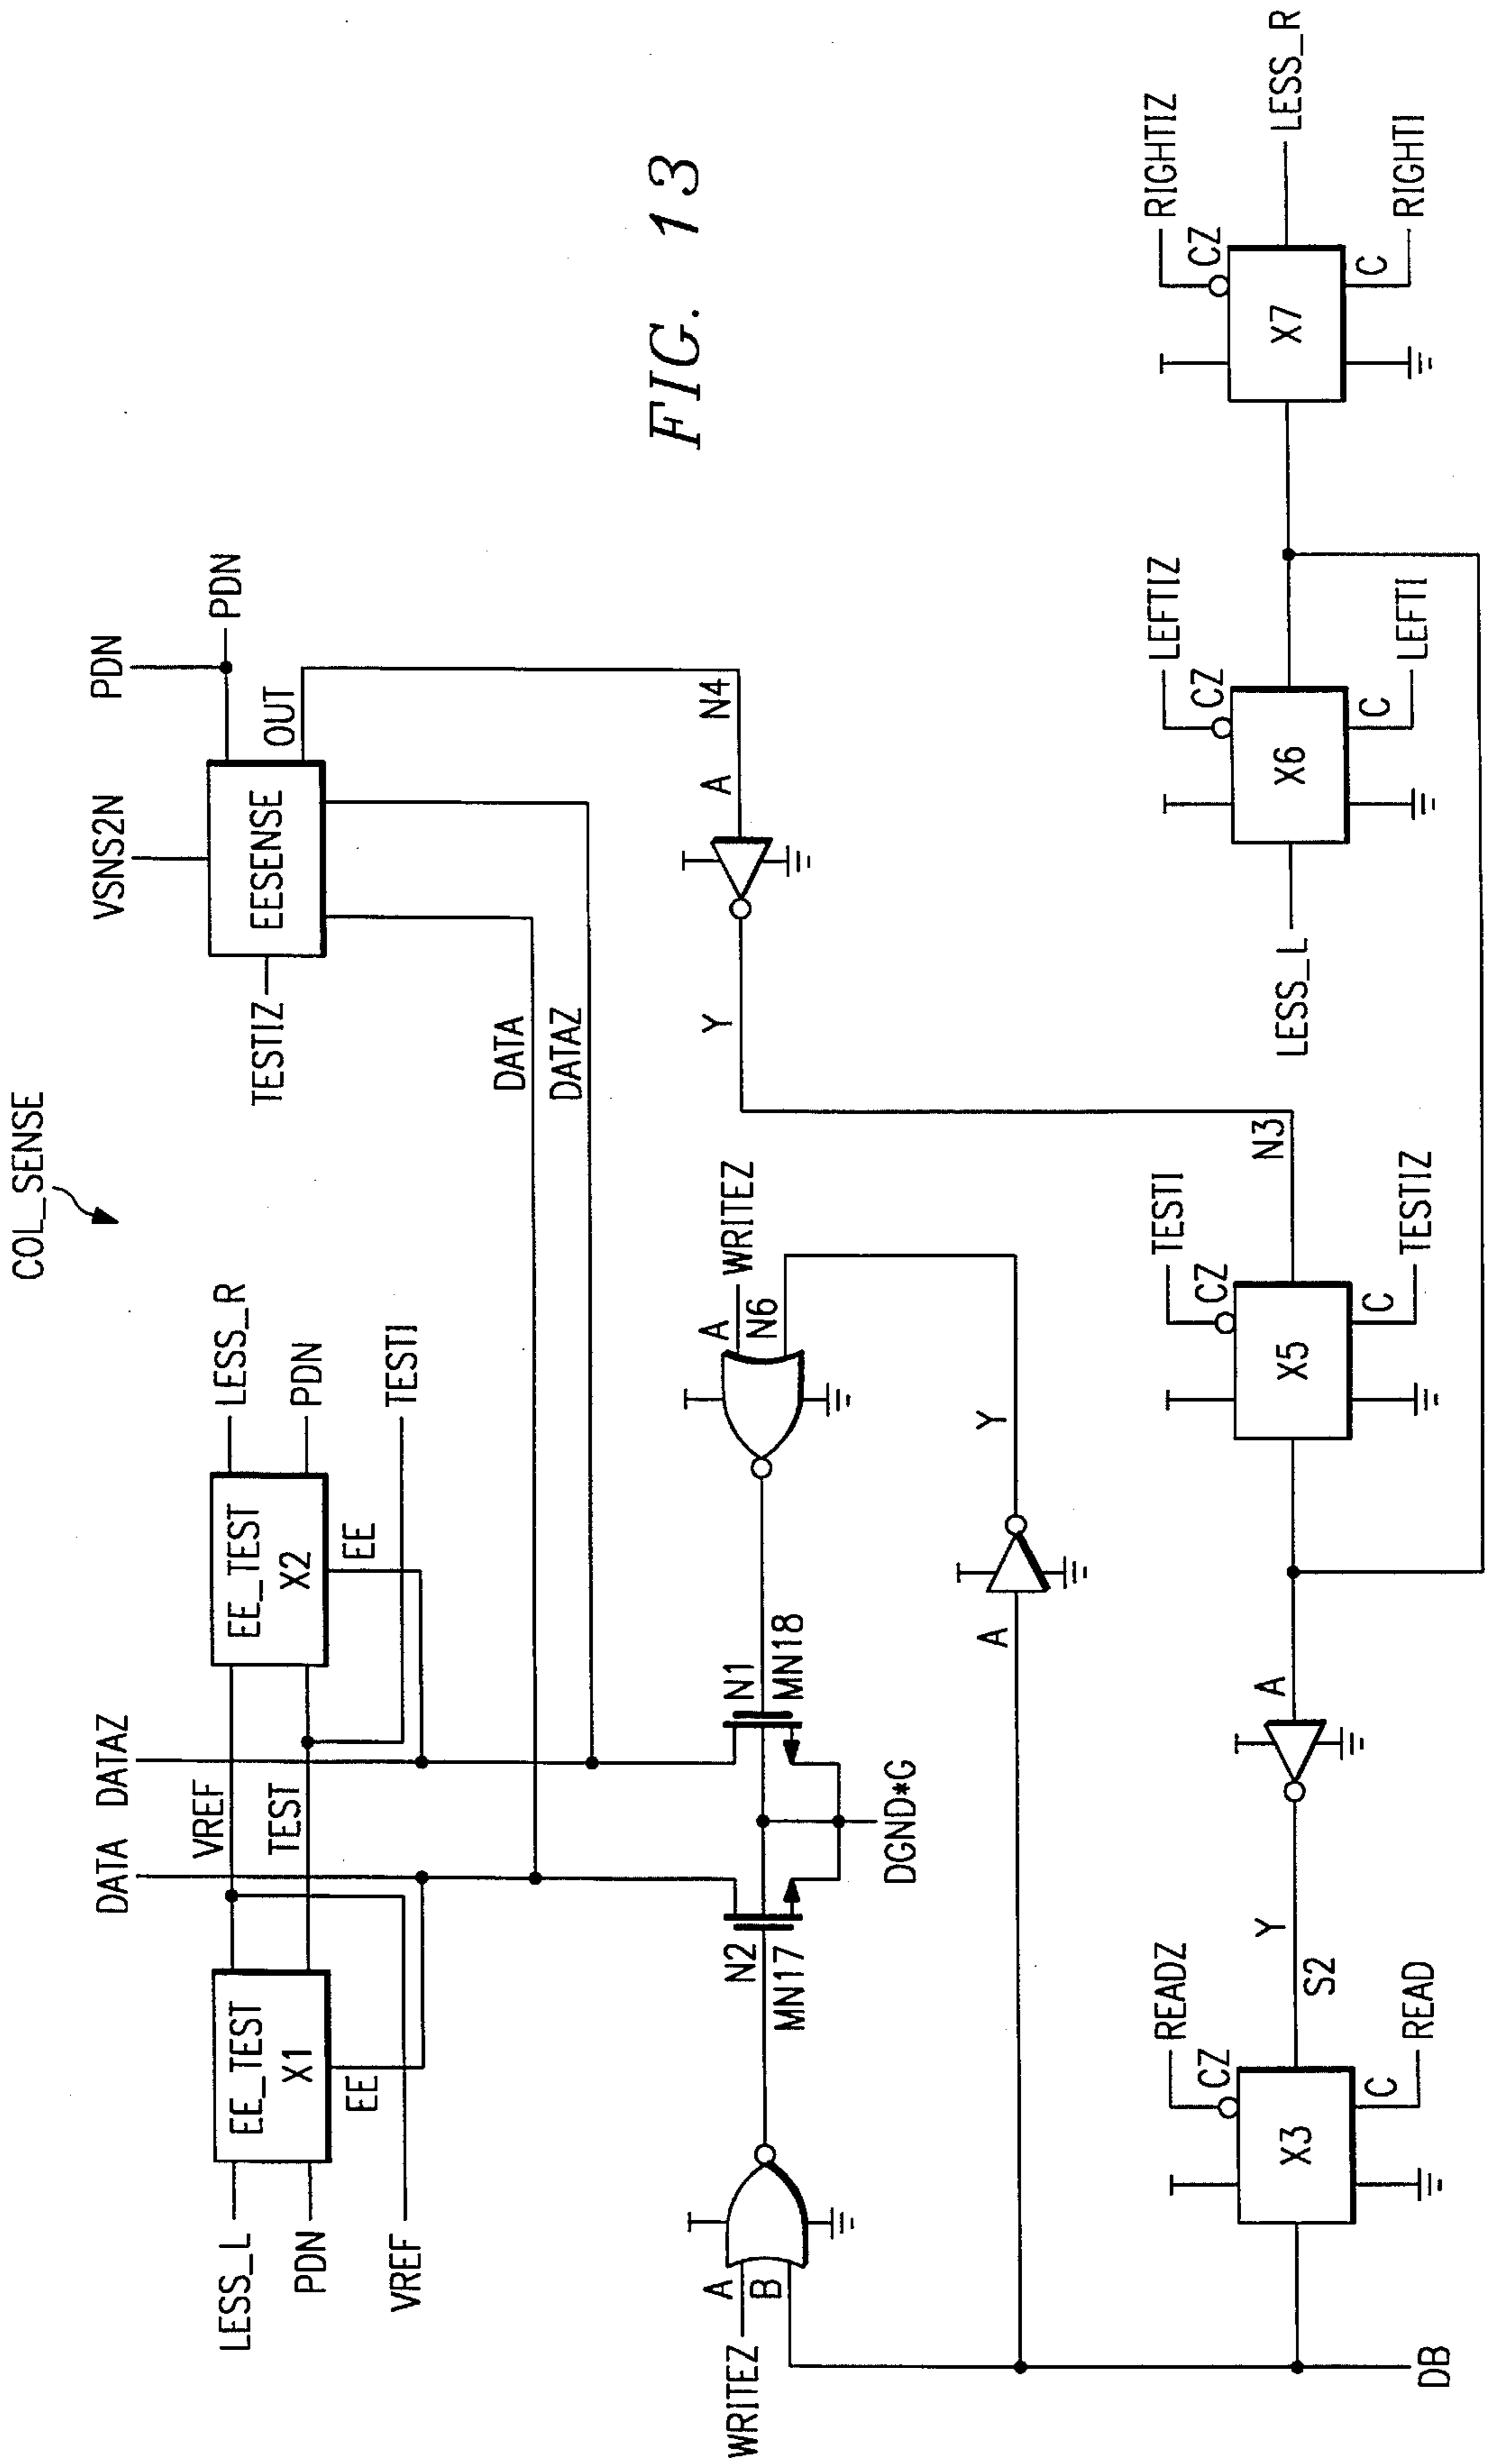 COL_SENSE
LESS_L
PDN
VREF
EE_TEST
X1
EE
DATA
DATAZ
VREF
TEST
EE_TEST
X2
EE
LESS_R
PDN
TESTI
TESTIZ
EESENSE
VSNS2N
PDN
PDN
OUT
DATA
DATAZ
WRITEZ
A
B
N2
MN17
N1
MN18
DGND*G
A
WRITEZ
N6
A
Y
Y
A
N4
FIG. 13
DB
X3
READZ
CZ
C
READ
S2
Y
A
X5
TESTI
CZ
C
TESTIZ
N3
LESS_L
X6
LEFTIZ
CZ
C
LEFTI
X7
RIGHTIZ
CZ
C
RIGHTI
LESS_R